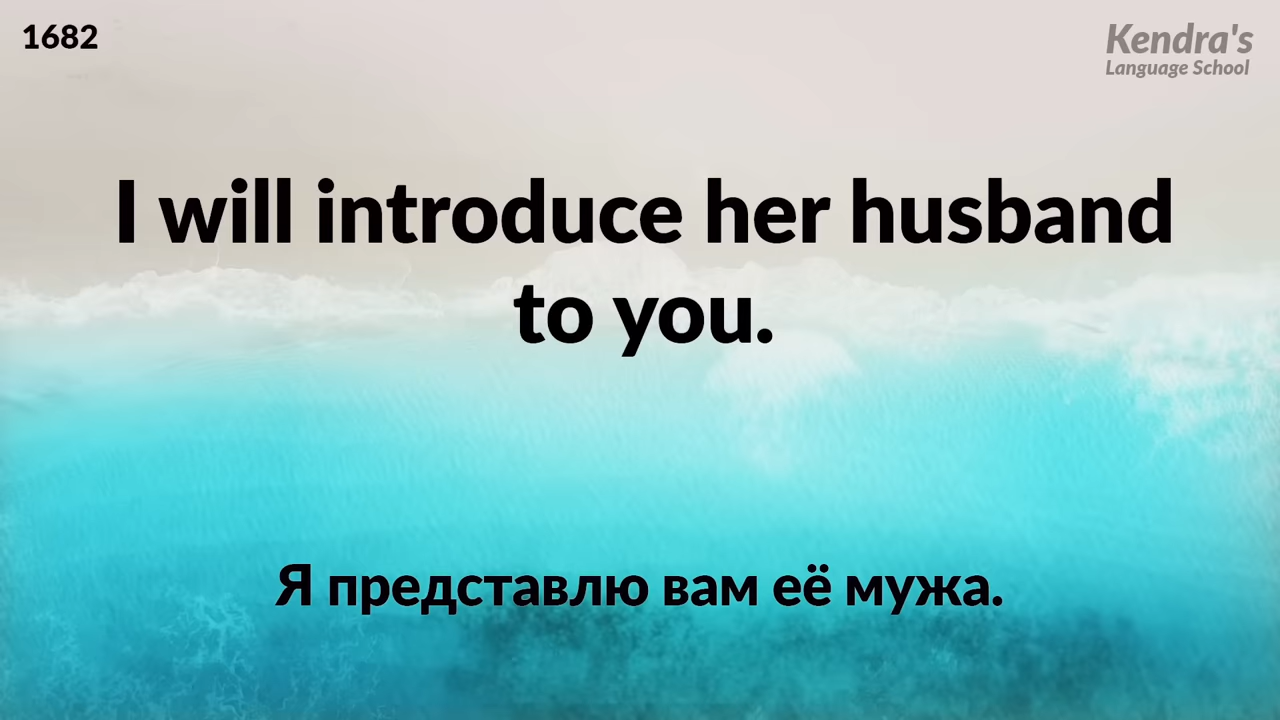 1682
Kendra's
Language School
I will introduce her husband
to you.
Я представлю вам её мужа.